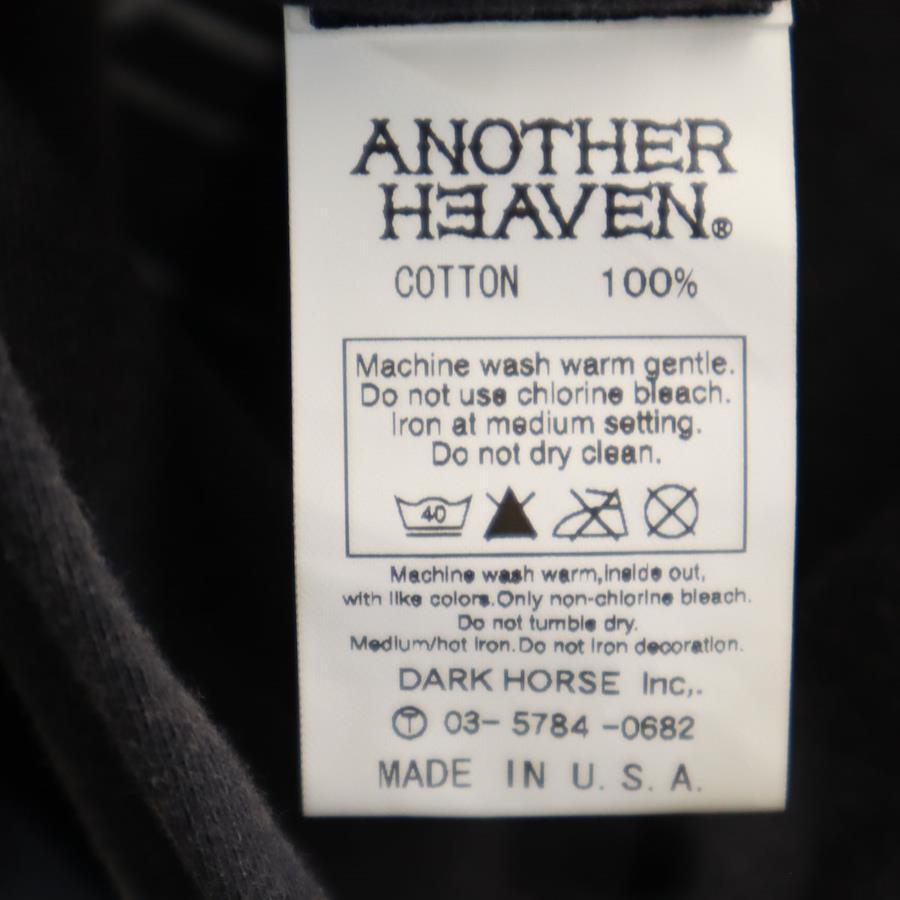 ANOTHER
HEAVEN®
COTTON 100%
Machine wash warm gentle.
Do not use chlorine bleach.
Iron at medium setting.
Do not dry clean.
40
Machine wash warm,inside out,
with like colors.Only non-chlorine bleach.
Do not tumble dry.
Medium/hot iron.Do not iron decoration.
DARK HORSE Inc,.
Ⓣ 03- 5784 -0682
MADE IN U. S. A.